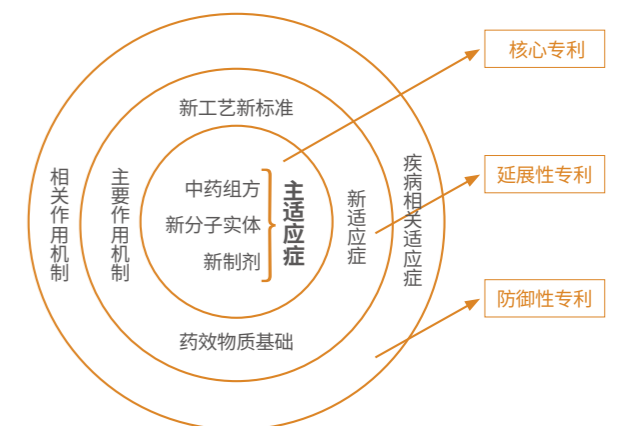 核心专利
新工艺新标准
相关作用机制
主要作用机制
中药组方
新分子实体
新制剂
主适应症
新适应症
疾病相关适应症
延展性专利
防御性专利
药效物质基础